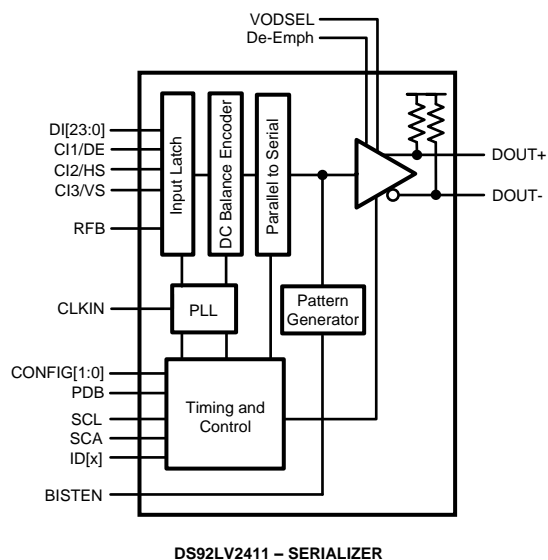 VODSEL
De-Emph
DI[23:0]
CI1/DE
CI2/HS
CI3/VS
RFB
Input Latch
DC Balance Encoder
Parallel to Serial
DOUT+
DOUT-
CLKIN
PLL
Pattern
Generator
CONFIG[1:0]
PDB
SCL
SCA
ID[x]
Timing and
Control
BISTEN
DS92LV2411 – SERIALIZER